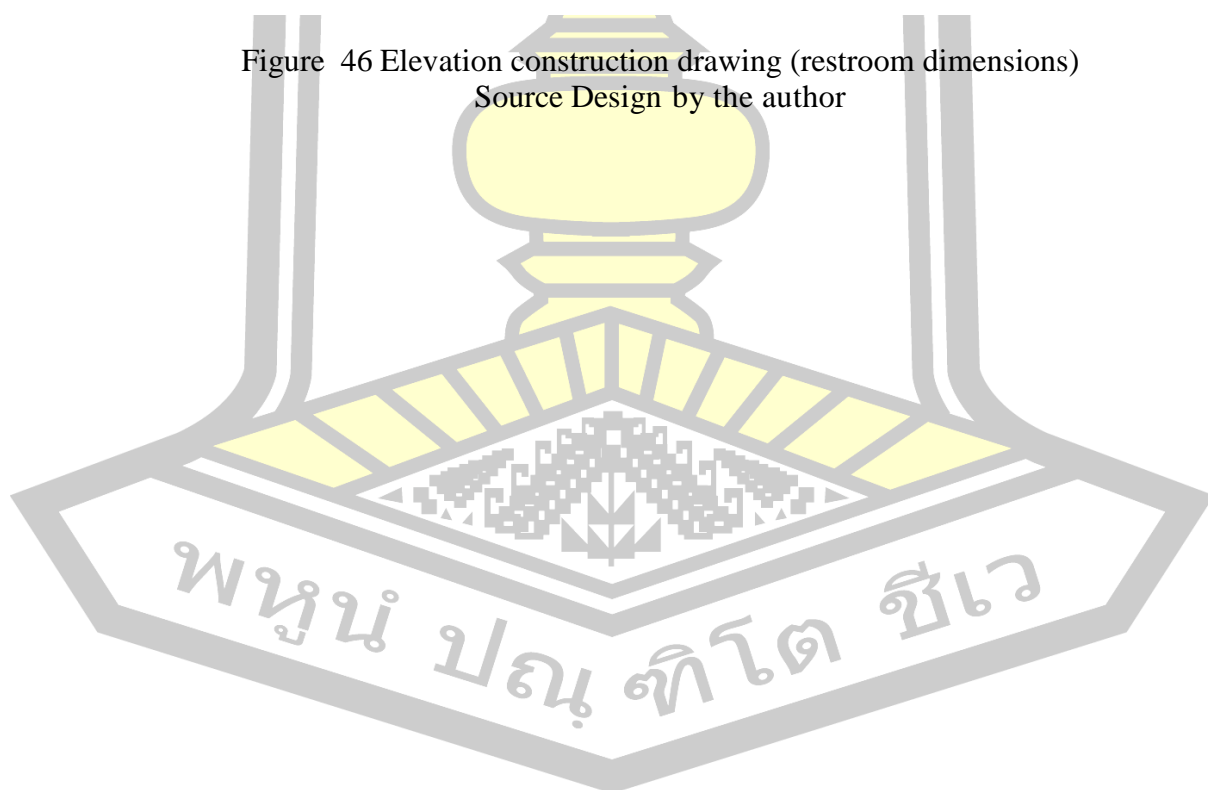 Figure 46 Elevation construction drawing (restroom dimensions)
Source Design by the author
พหูนํ ปณฺฑิโต ชีเว